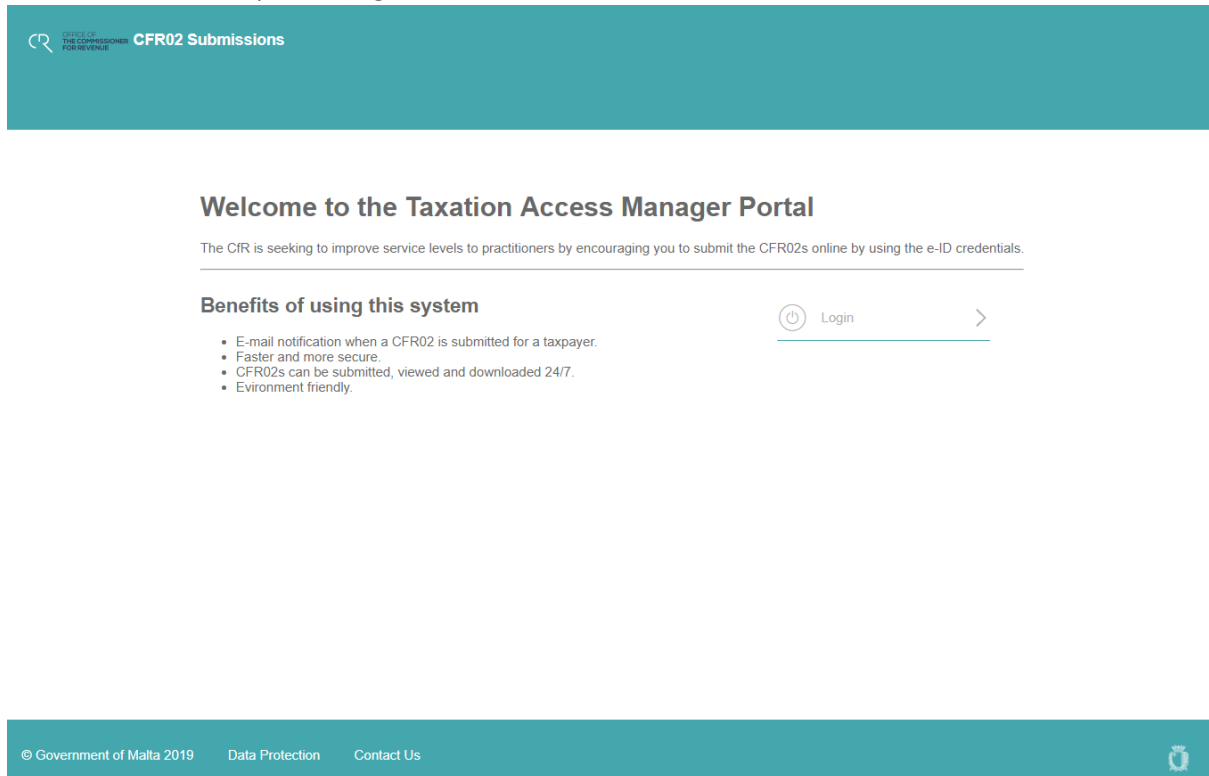 OFFICE OF
THE COMMISSIONER
FOR REVENUE
CFR02 Submissions
Welcome to the Taxation Access Manager Portal
The CfR is seeking to improve service levels to practitioners by encouraging you to submit the CFR02s online by using the e-ID credentials.
Benefits of using this system
Login
E-mail notification when a CFR02 is submitted for a taxpayer.
Faster and more secure.
CFR02s can be submitted, viewed and downloaded 24/7.
Evironment friendly.
© Government of Malta 2019 Data Protection Contact Us